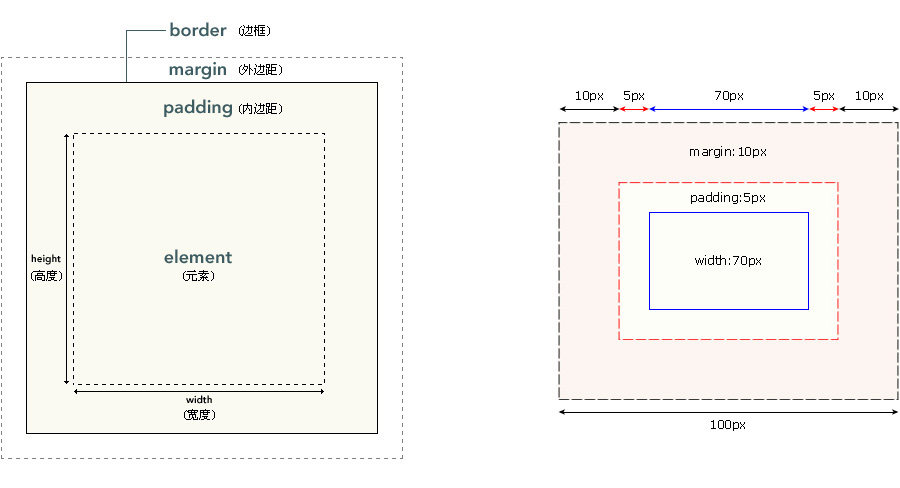 border (边框)
margin (外边距)
padding (内边距)
element
(元素)
height
(高度)
width
(宽度)
10px 5px 70px 5px 10px
margin:10px
padding:5px
width:70px
100px